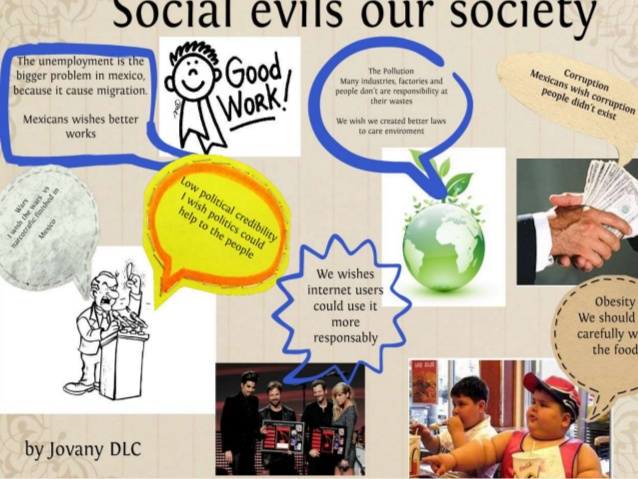 Social evils our society
The unemployment is the
bigger problem in mexico,
because it cause migration.
Mexicans wishes better
works
Good
Work!
The Pollution
Many industries, factories and
people don't are responsibility at
their wastes
We wish we created better laws
to care enviroment
Corruption
Mexicans wish corruption
people didn't exist
Wars
I wish the wars vs
narcotrafic finished in
Mexico
Low political credibility
I wish politics could
help to the people
We wishes
internet users
could use it
more
responsably
Obesity
We should
carefully w
the food
by Jovany DLC